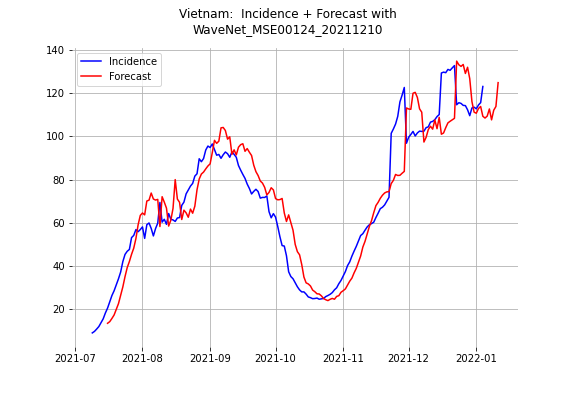 Vietnam:  Incidence + Forecast with
WaveNet_MSE00124_20211210
Incidence
Forecast
140
120
100
80
60
40
20
2021-07 2021-08 2021-09 2021-10 2021-11 2021-12 2022-01